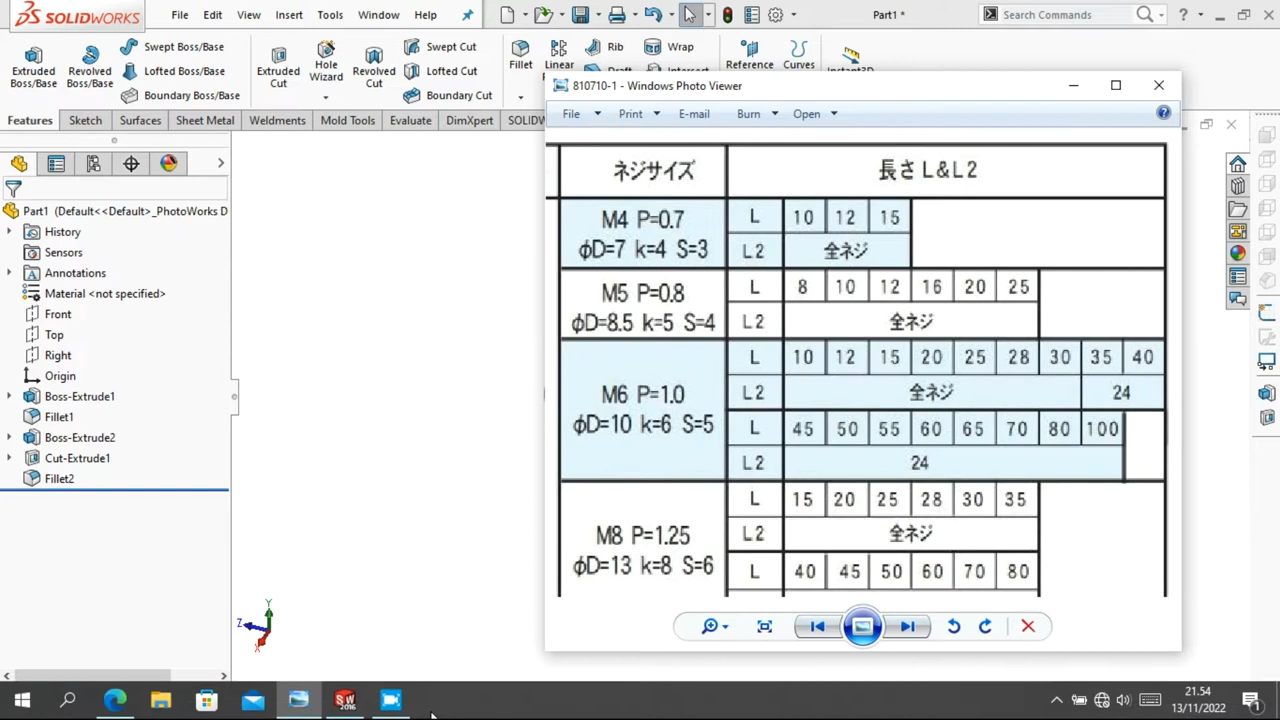 SOLIDWORKS
File Edit View Insert Tools Window Help
Part1 *
Search Commands
?
Extruded Boss/Base
Revolved Boss/Base
Swept Boss/Base
Lofted Boss/Base
Boundary Boss/Base
Extruded Cut
Hole Wizard
Revolved Cut
Swept Cut
Lofted Cut
Boundary Cut
Fillet
Rib
Wrap
Reference
Curves
Features Sketch Surfaces Sheet Metal Weldments Mold Tools Evaluate DimXpert
Part1 (Default<<Default>_PhotoWorks D
History
Sensors
Annotations
Material <not specified>
Front
Top
Right
Origin
Boss-Extrude1
Fillet1
Boss-Extrude2
Cut-Extrude1
Fillet2
Y
Z
X
810710-1 - Windows Photo Viewer
File Print E-mail Burn Open
ネジサイズ 長さL&L2
M4 P=0.7
φD=7 k=4 S=3
L 10 12 15
L2 全ネジ
M5 P=0.8
φD=8.5 k=5 S=4
L 8 10 12 16 20 25
L2 全ネジ
M6 P=1.0
φD=10 k=6 S=5
L 10 12 15 20 25 28 30 35 40
L2 全ネジ 24
L 45 50 55 60 65 70 80 100
L2 24
M8 P=1.25
φD=13 k=8 S=6
L 15 20 25 28 30 35
L2 全ネジ
L 40 45 50 60 70 80
SW
2016
21.54
13/11/2022
1